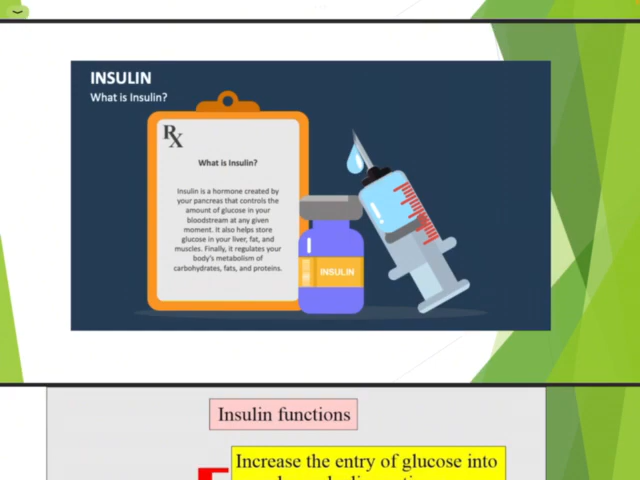 INSULIN
What is Insulin?
Rx
What is Insulin?
Insulin is a hormone created by
your pancreas that controls the
amount of glucose in your
bloodstream at any given
moment. It also helps store
glucose in your liver, fat, and
muscles. Finally, it regulates your
body's metabolism of
carbohydrates, fats, and proteins.
INSULIN
Insulin functions
Increase the entry of glucose into